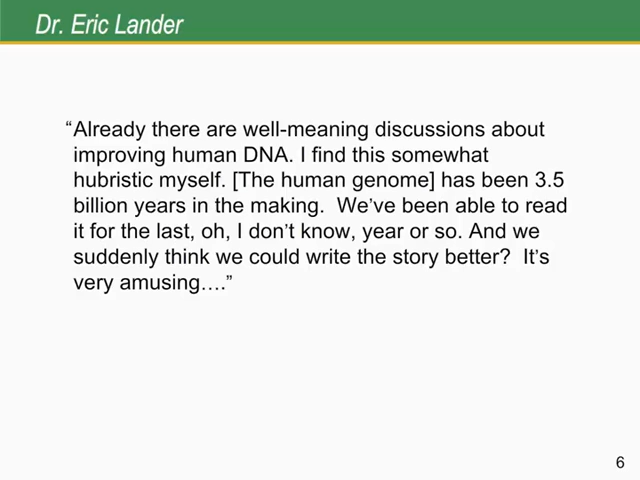 Dr. Eric Lander
“Already there are well-meaning discussions about
improving human DNA. I find this somewhat
hubristic myself. [The human genome] has been 3.5
billion years in the making.  We’ve been able to read
it for the last, oh, I don’t know, year or so. And we
suddenly think we could write the story better?  It’s
very amusing….”
6